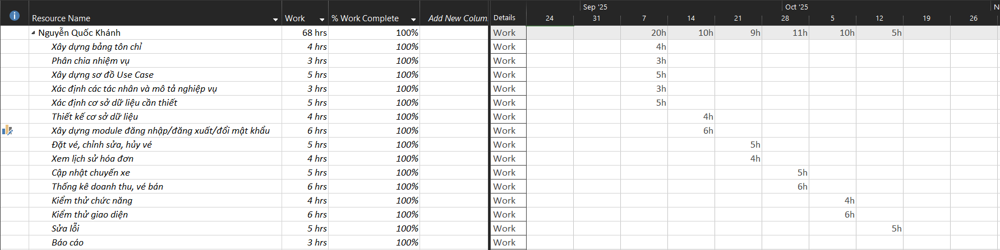 Sep '25 Oct '25 N
Resource Name Work % Work Complete Add New Colum Details 24 31 7 14 21 28 5 12 19 26
Nguyễn Quốc Khánh 68 hrs 100% Work 20h 10h 9h 11h 10h 5h
Xây dựng bảng tôn chỉ 4 hrs 100% Work 4h
Phân chia nhiệm vụ 3 hrs 100% Work 3h
Xây dựng sơ đồ Use Case 5 hrs 100% Work 5h
Xác định các tác nhân và mô tả nghiệp vụ 3 hrs 100% Work 3h
Xác định cơ sở dữ liệu cần thiết 5 hrs 100% Work 5h
Thiết kế cơ sở dữ liệu 4 hrs 100% Work 4h
Xây dựng module đăng nhập/đăng xuất/đổi mật khẩu 6 hrs 100% Work 6h
Đặt vé, chỉnh sửa, hủy vé 5 hrs 100% Work 5h
Xem lịch sử hóa đơn 4 hrs 100% Work 4h
Cập nhật chuyến xe 5 hrs 100% Work 5h
Thống kê doanh thu, vé bán 6 hrs 100% Work 6h
Kiểm thử chức năng 4 hrs 100% Work 4h
Kiểm thử giao diện 6 hrs 100% Work 6h
Sửa lỗi 5 hrs 100% Work 5h
Báo cáo 3 hrs 100% Work